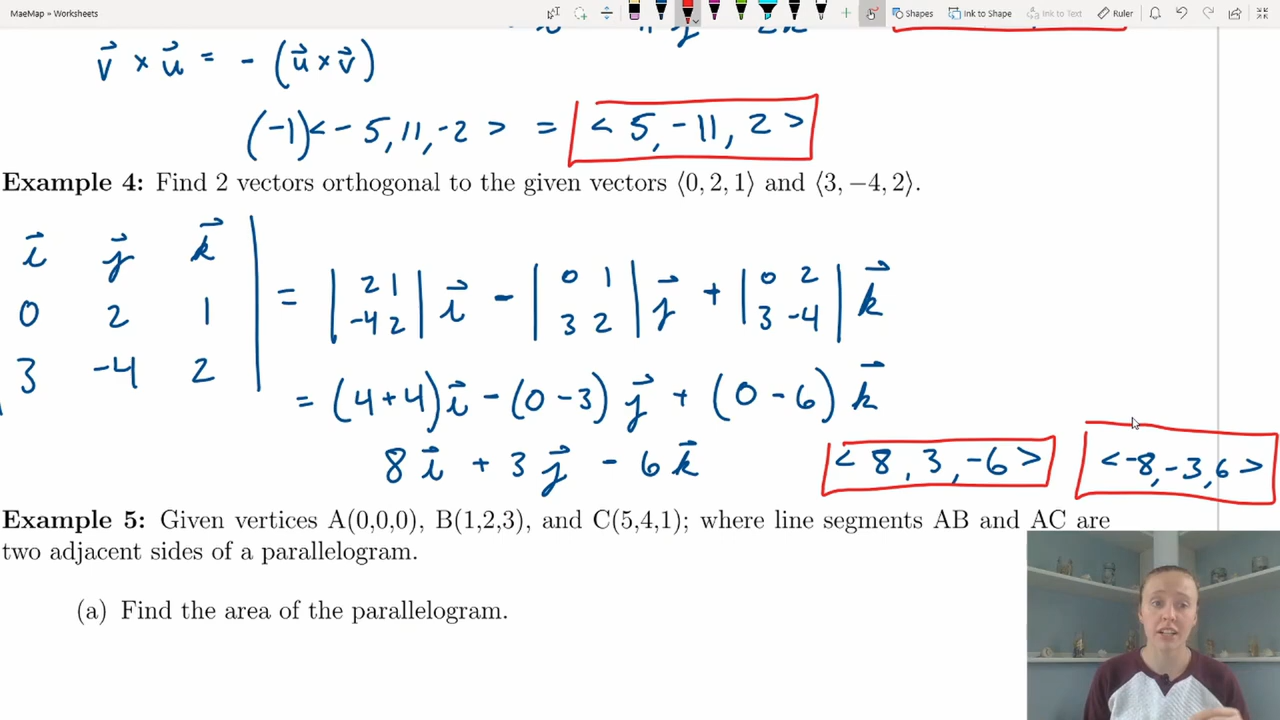 MaeMap » Worksheets
Shapes Ink to Shape Ink to Text Ruler
v⃗ × u⃗ = - (u⃗ × v⃗)
(-1)< -5, 11, -2 > = < 5, -11, 2 >
Example 4: Find 2 vectors orthogonal to the given vectors ⟨0, 2, 1⟩ and ⟨3, −4, 2⟩.
i⃗ j⃗ k⃗ |
0 2 1 |
3 -4 2 |
= | 2 1 | i⃗ - | 0 1 | j⃗ + | 0 2 | k⃗
| -4 2 | | 3 2 | | 3 -4 |
= (4+4) i⃗ - (0-3) j⃗ + (0-6) k⃗
8 i⃗ + 3 j⃗ - 6 k⃗ < 8, 3, -6 > < -8, -3, 6 >
Example 5: Given vertices A(0,0,0), B(1,2,3), and C(5,4,1); where line segments AB and AC are
two adjacent sides of a parallelogram.
(a) Find the area of the parallelogram.